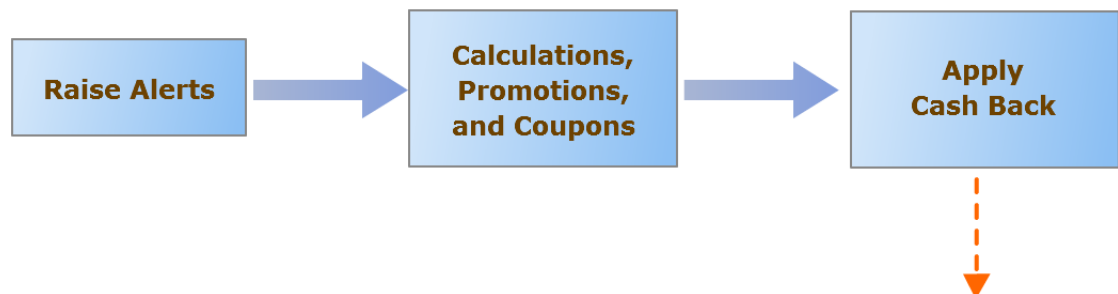 Raise Alerts
Calculations,
Promotions,
and Coupons
Apply
Cash Back